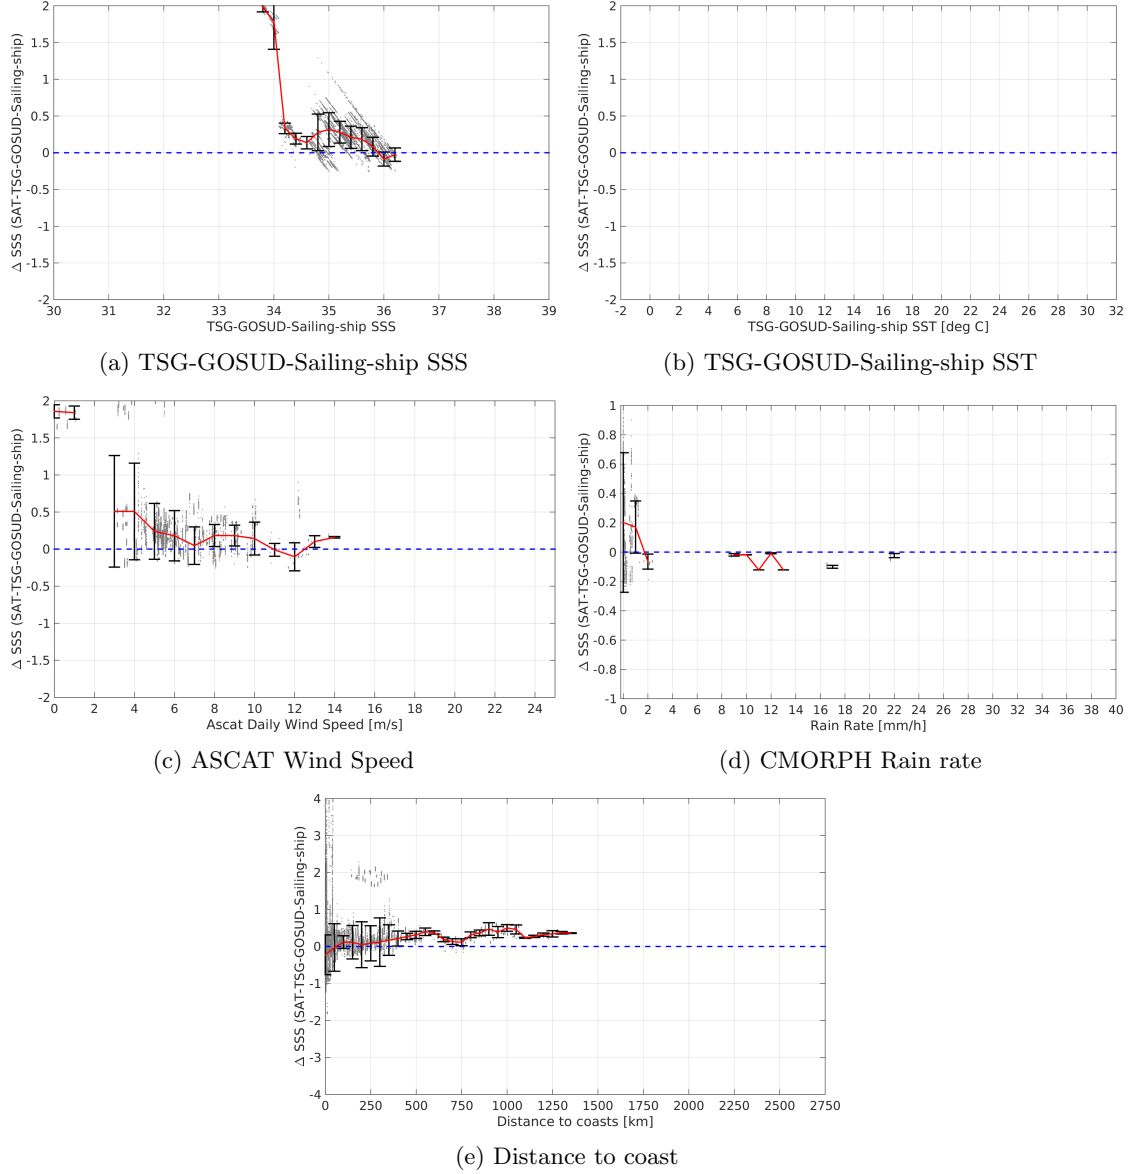 2
1.5
1
0.5
0
-0.5
-1
-1.5
-2
Δ SSS (SAT-TSG-GOSUD-Sailing-ship)
30 31 32 33 34 35 36 37 38 39
TSG-GOSUD-Sailing-ship SSS
(a) TSG-GOSUD-Sailing-ship SSS
2
1.5
1
0.5
0
-0.5
-1
-1.5
-2
Δ SSS (SAT-TSG-GOSUD-Sailing-ship)
-2 0 2 4 6 8 10 12 14 16 18 20 22 24 26 28 30 32
TSG-GOSUD-Sailing-ship SST [deg C]
(b) TSG-GOSUD-Sailing-ship SST
2
1.5
1
0.5
0
-0.5
-1
-1.5
-2
Δ SSS (SAT-TSG-GOSUD-Sailing-ship)
0 2 4 6 8 10 12 14 16 18 20 22 24
Ascat Daily Wind Speed [m/s]
(c) ASCAT Wind Speed
1
0.8
0.6
0.4
0.2
0
-0.2
-0.4
-0.6
-0.8
-1
Δ SSS (SAT-TSG-GOSUD-Sailing-ship)
0 2 4 6 8 10 12 14 16 18 20 22 24 26 28 30 32 34 36 38 40
Rain Rate [mm/h]
(d) CMORPH Rain rate
4
3
2
1
0
-1
-2
-3
-4
Δ SSS (SAT-TSG-GOSUD-Sailing-ship)
0 250 500 750 1000 1250 1500 1750 2000 2250 2500 2750
Distance to coasts [km]
(e) Distance to coast